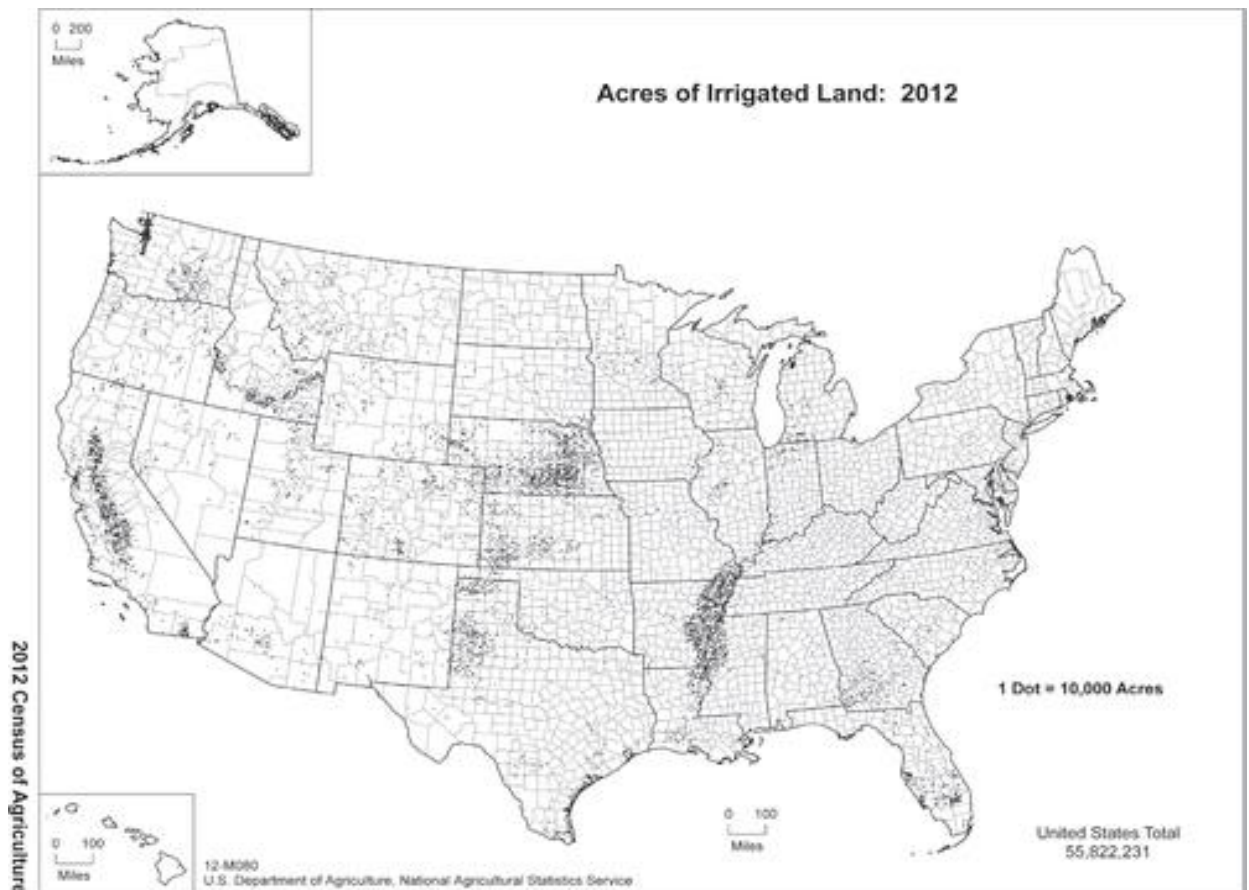 0 200
Miles
Acres of Irrigated Land: 2012
1 Dot = 10,000 Acres
2012 Census of Agriculture
0 100
Miles
0 100
Miles
United States Total
55,822,231
12-M080
U.S. Department of Agriculture, National Agricultural Statistics Service